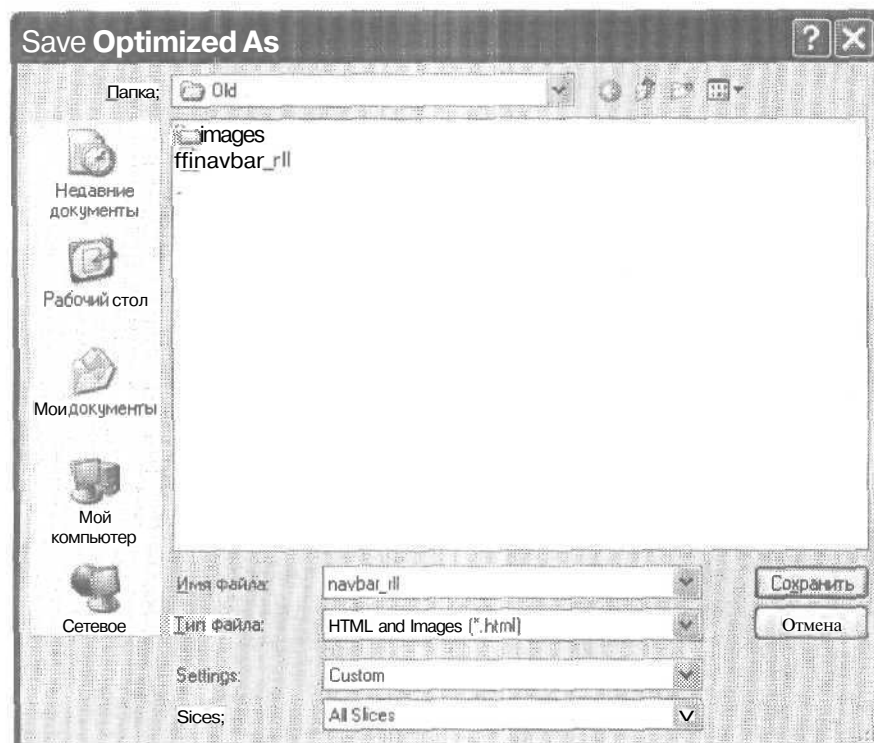 Save Optimized As
Папка; Old
images
ffinavbar_rll
Недавние
документы
Рабочий стол
Мои документы
Мой
компьютер
Сетевое
Имя файла: navbar_rll Сохранить
Тип файла: HTML and Images (*.html) Отмена
Settings: Custom
Sices; All Slices